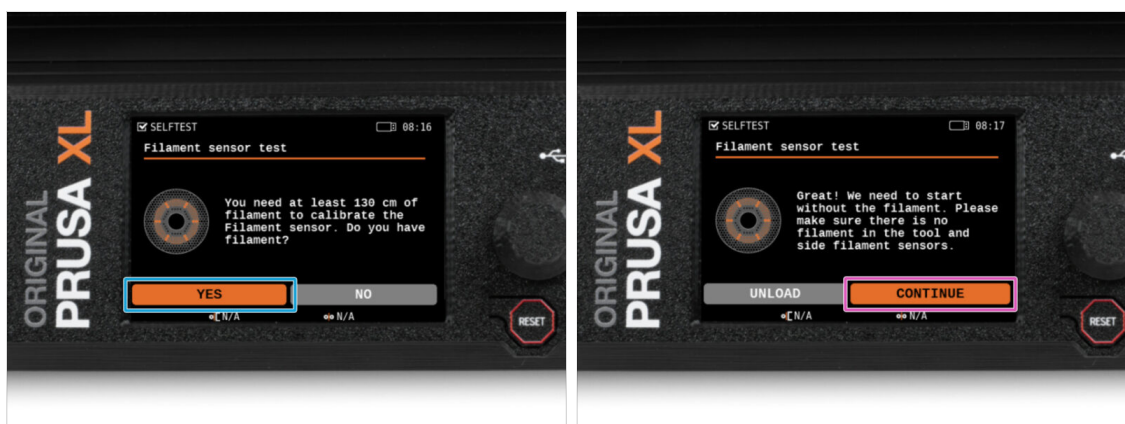 ORIGINAL
PRUSA XL
SELFTEST
08:16
Filament sensor test
You need at least 130 cm of
filament to calibrate the
Filament sensor. Do you have
filament?
YES
NO
N/A
N/A
RESET
ORIGINAL
PRUSA XL
SELFTEST
08:17
Filament sensor test
Great! We need to start
without the filament. Please
make sure there is no
filament in the tool and
side filament sensors.
UNLOAD
CONTINUE
N/A
N/A
RESET